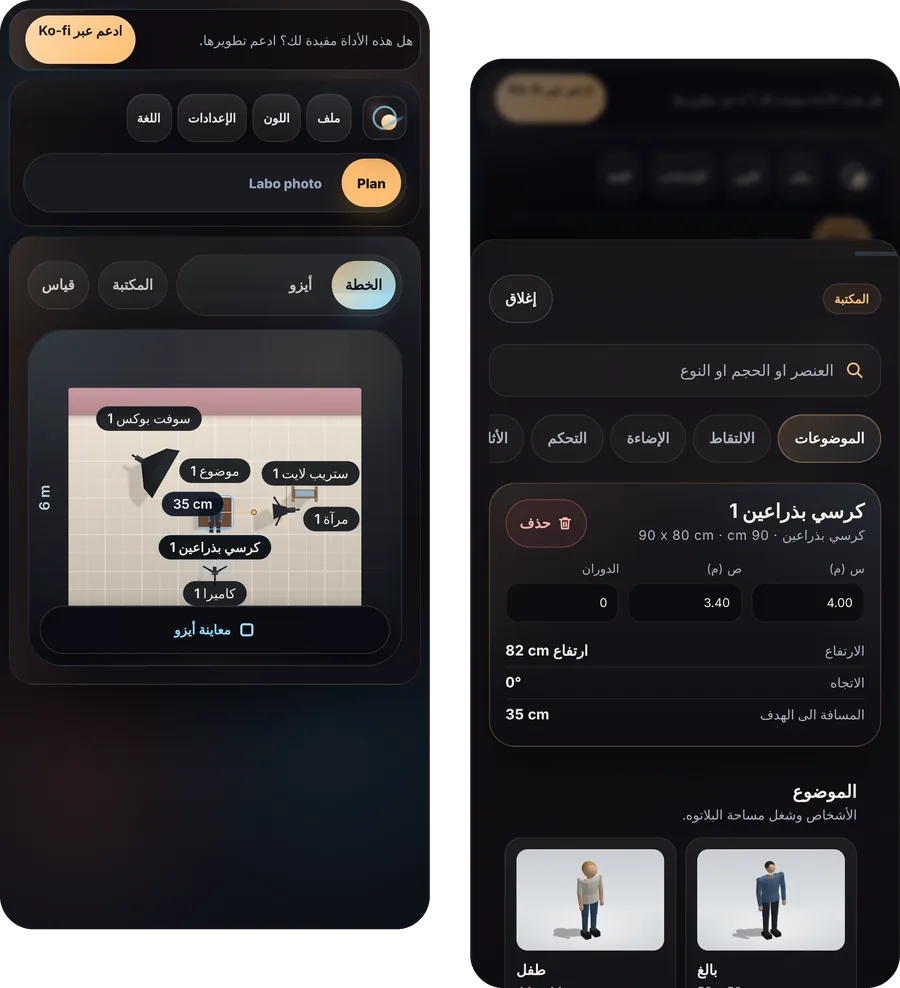 هل هذه الأداة مفيدة لك؟ ادعم تطويرها.
ادعم عبر Ko-fi
ملف
اللون
الإعدادات
اللغة
Plan
Labo photo
الخطة
أيزو
المكتبة
قياس
سوفت بوكس 1
موضوع 1
ستريب لايت 1
35 cm
مرآة 1
كرسي بذراعين 1
كاميرا 1
6 m
معاينة أيزو
المكتبة
إغلاق
العنصر او الحجم او النوع
الموضوعات
الالتقاط
الإضاءة
التحكم
كرسي بذراعين 1
كرسي بذراعين · 90 x 80 cm · cm 90
حذف
س (م)
ص (م)
الدوران
4.00
3.40
0
الارتفاع
ارتفاع 82 cm
الاتجاه
0°
المسافة الى الهدف
35 cm
الموضوع
الأشخاص وشغل مساحة البلاتوه.
بالغ
طفل